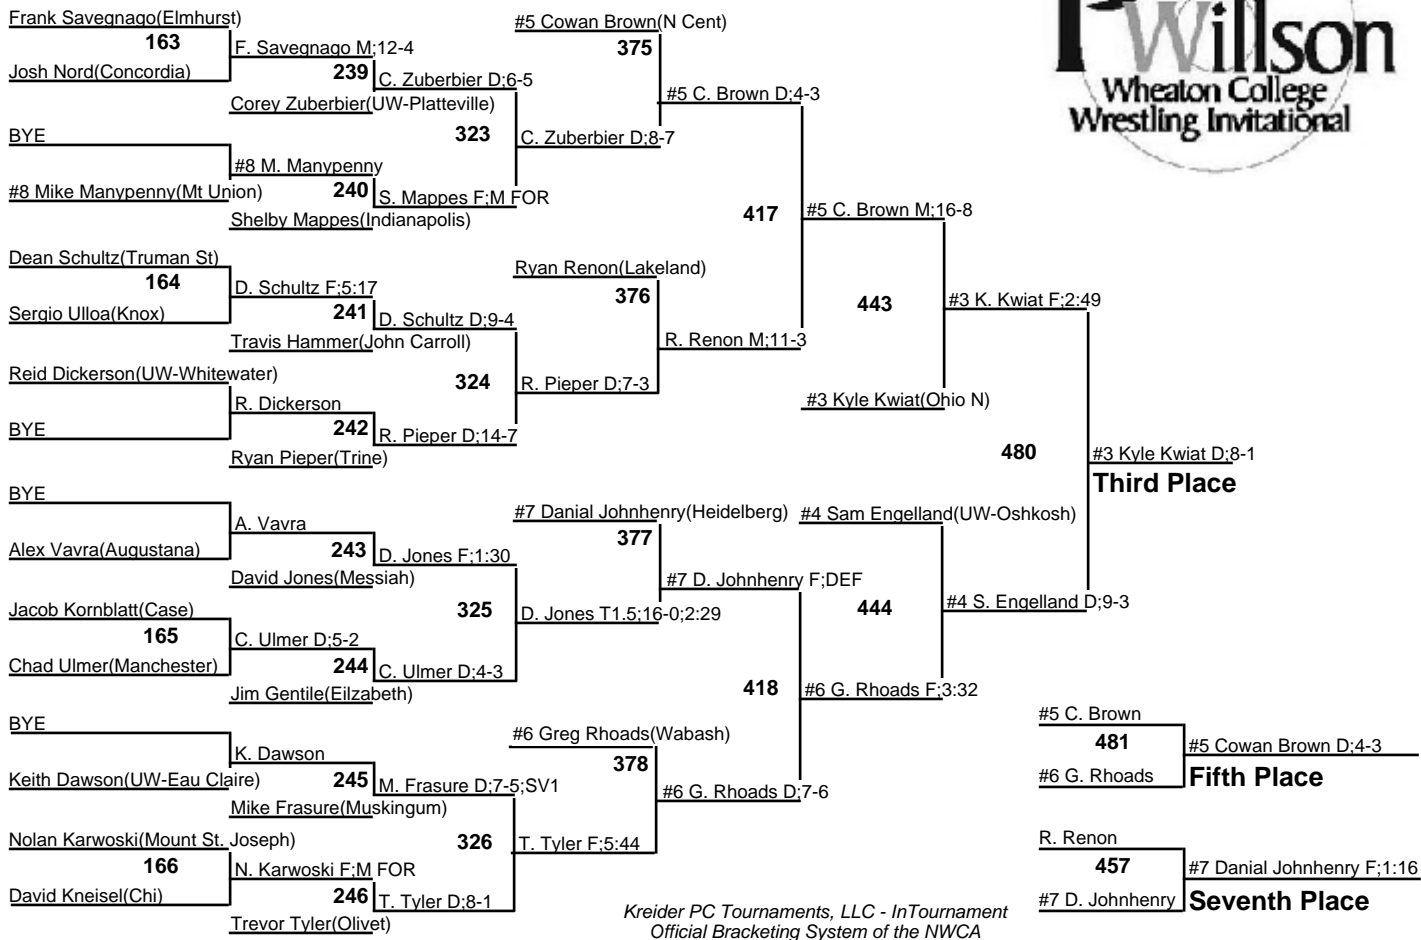 Frank Savegnago(Elmhurst)
163
Josh Nord(Concordia)
F. Savegnago M;12-4
239
Corey Zuberbier(UW-Platteville)
C. Zuberbier D;6-5
BYE
#8 Mike Manypenny(Mt Union)
#8 M. Manypenny
240
Shelby Mappes(Indianapolis)
S. Mappes F;M FOR
323
C. Zuberbier D;8-7
#5 Cowan Brown(N Cent)
375
#5 C. Brown D;4-3
Dean Schultz(Truman St)
164
Sergio Ulloa(Knox)
D. Schultz F;5:17
241
Travis Hammer(John Carroll)
D. Schultz D;9-4
Reid Dickerson(UW-Whitewater)
BYE
R. Dickerson
242
Ryan Pieper(Trine)
R. Pieper D;14-7
324
R. Pieper D;7-3
Ryan Renon(Lakeland)
376
R. Renon M;11-3
417
#5 C. Brown M;16-8
443
#3 Kyle Kwiat(Ohio N)
#3 K. Kwiat F;2:49
BYE
Alex Vavra(Augustana)
A. Vavra
243
David Jones(Messiah)
D. Jones F;1:30
Jacob Kornblatt(Case)
165
Chad Ulmer(Manchester)
C. Ulmer D;5-2
244
Jim Gentile(Eilzabeth)
C. Ulmer D;4-3
325
D. Jones T1.5;16-0;2:29
#7 Danial Johnhenry(Heidelberg)
377
#7 D. Johnhenry F;DEF
BYE
Keith Dawson(UW-Eau Claire)
K. Dawson
245
Mike Frasure(Muskingum)
M. Frasure D;7-5;SV1
Nolan Karwoski(Mount St. Joseph)
166
David Kneisel(Chi)
N. Karwoski F;M FOR
246
Trevor Tyler(Olivet)
T. Tyler D;8-1
326
T. Tyler F;5:44
#6 Greg Rhoads(Wabash)
378
#6 G. Rhoads D;7-6
418
#6 G. Rhoads F;3:32
#4 Sam Engelland(UW-Oshkosh)
444
#4 S. Engelland D;9-3
480
#3 Kyle Kwiat D;8-1
Third Place
#5 C. Brown
481
#6 G. Rhoads
#5 Cowan Brown D;4-3
Fifth Place
R. Renon
457
#7 D. Johnhenry
#7 Danial Johnhenry F;1:16
Seventh Place
Willson
Wheaton College
Wrestling Invitational
Kreider PC Tournaments, LLC - InTournament
Official Bracketing System of the NWCA